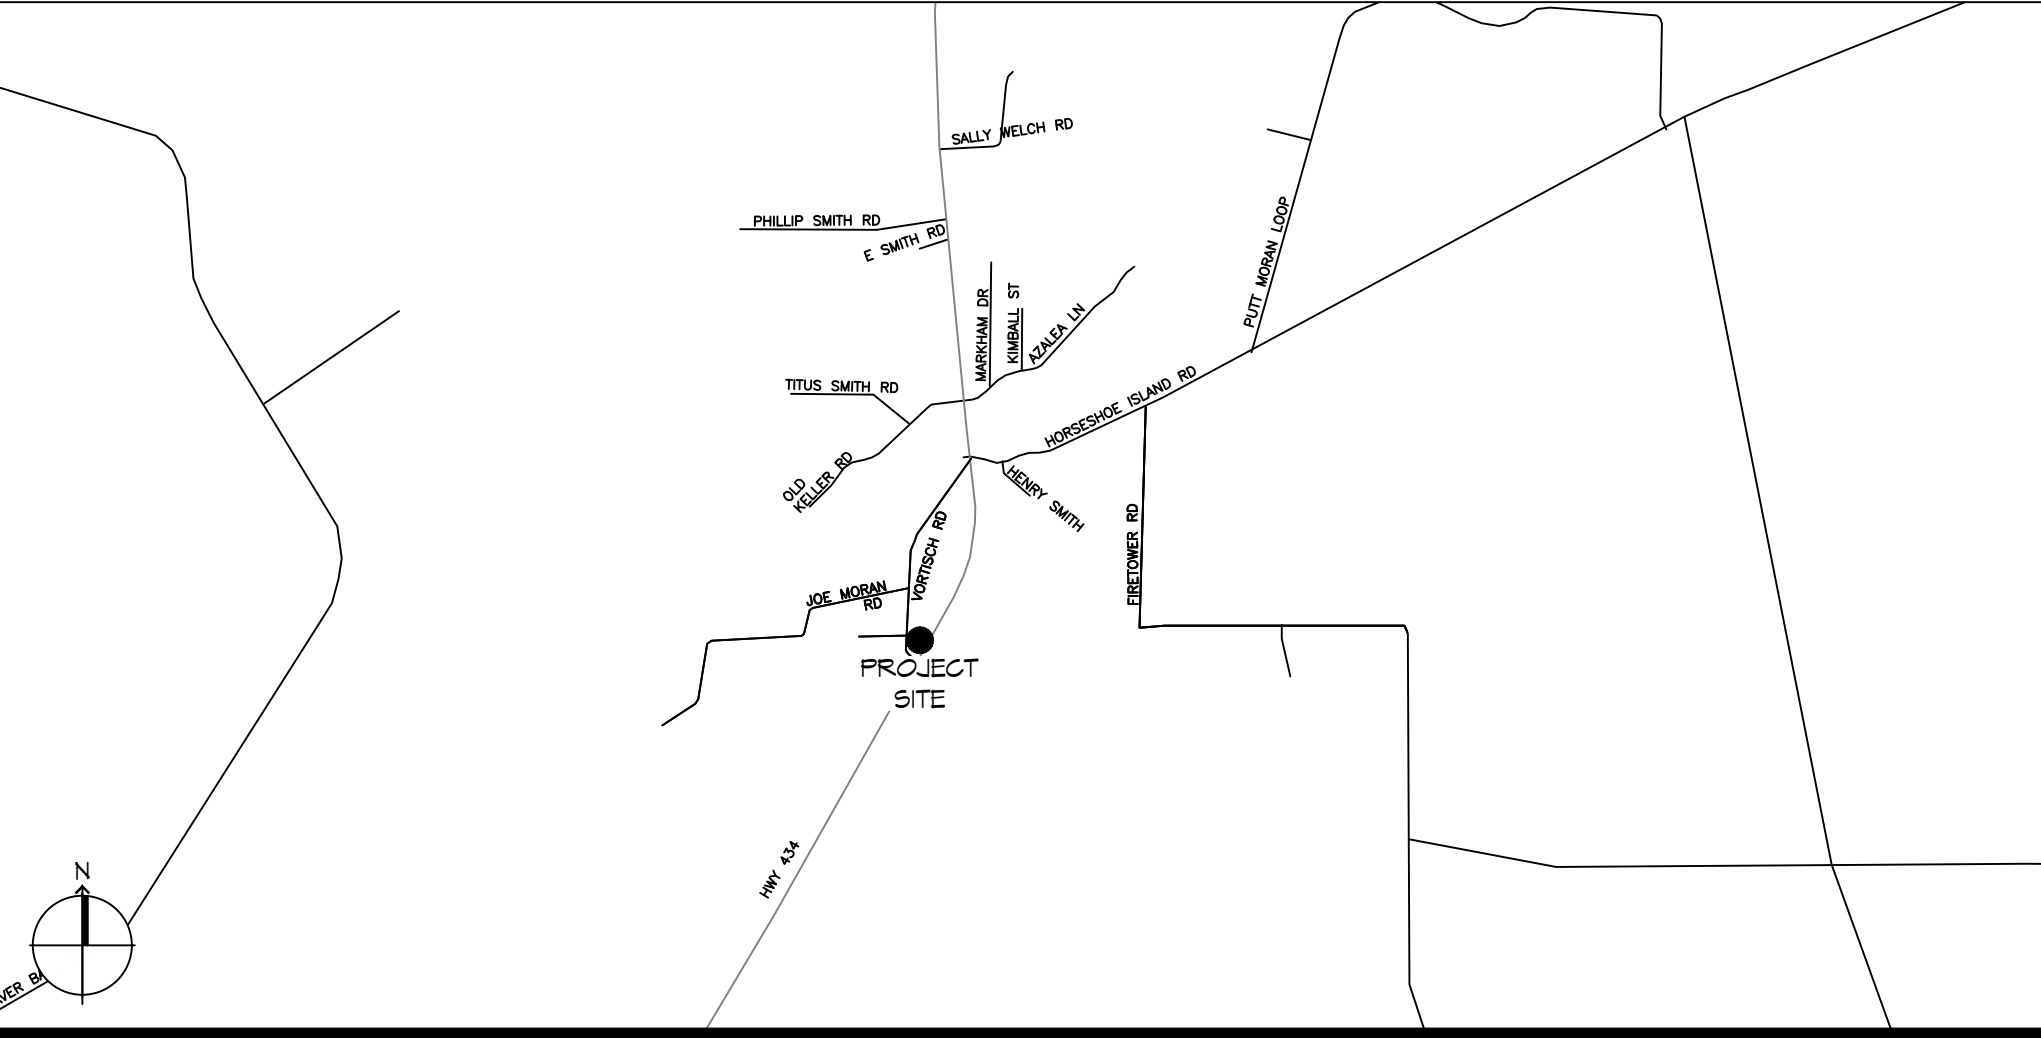 SALLY WELCH RD
PHILLIP SMITH RD
E SMITH RD
PUTT MORAN LOOP
MARKHAM DR
KIMBALL ST
AZALEA LN
TITUS SMITH RD
HORSESHOE ISLAND RD
OLD
KELLER RD
HENRY SMITH
VORTISCH RD
FIRETOWER RD
JOE MORAN
RD
PROJECT
SITE
HWY 434
N